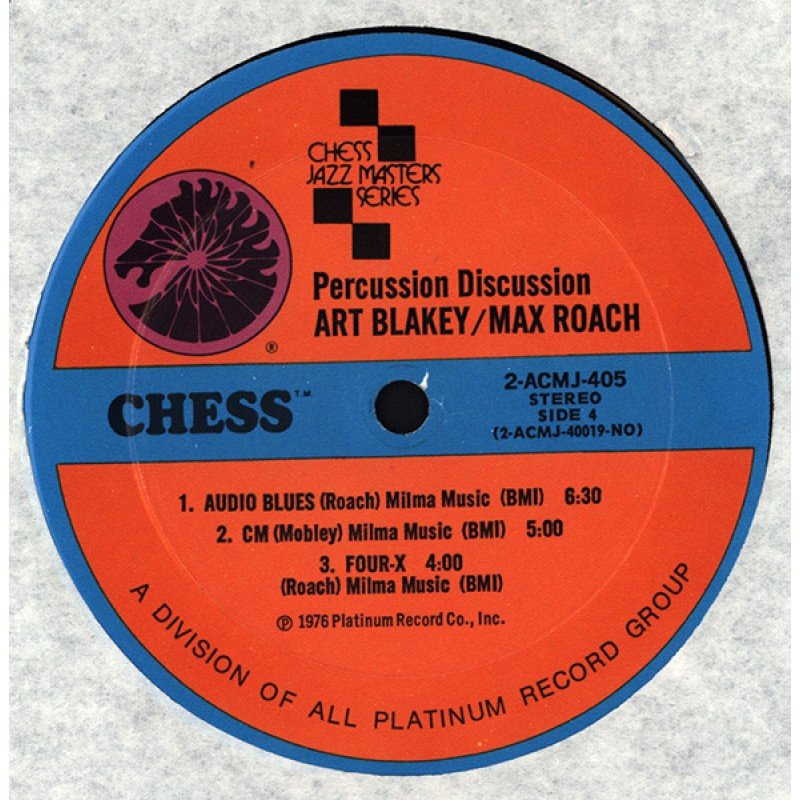 CHESS
JAZZ MASTERS
SERIES
℗
®
Percussion Discussion
ART BLAKEY/MAX ROACH
CHESS™
2-ACMJ-405
STEREO
SIDE 4
(2-ACMJ-40019-NO)
1. AUDIO BLUES (Roach) Milma Music (BMI) 6:30
2. CM (Mobley) Milma Music (BMI) 5:00
3. FOUR-X 4:00
(Roach) Milma Music (BMI)
℗ 1976 Platinum Record Co., Inc.
A DIVISION OF ALL PLATINUM RECORD GROUP